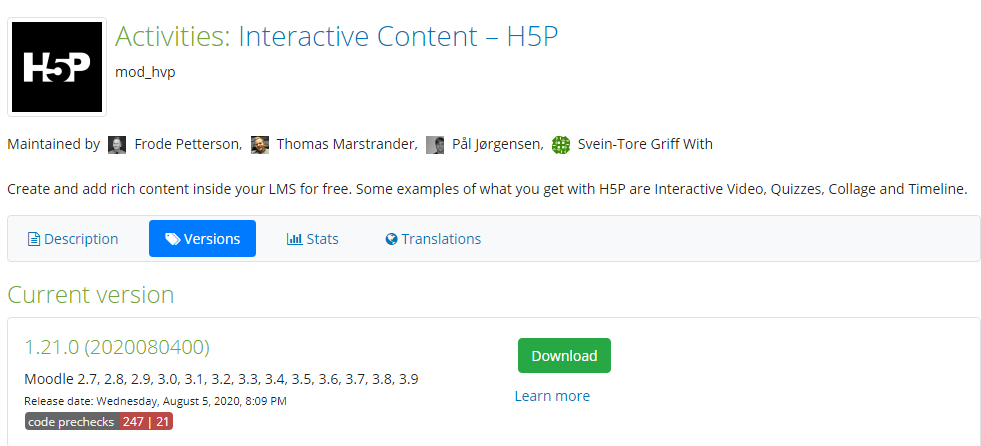 H5P
Activities: Interactive Content – H5P
mod_hvp
Maintained by Frode Petterson, Thomas Marstrander, Pål Jørgensen, Svein-Tore Griff With
Create and add rich content inside your LMS for free. Some examples of what you get with H5P are Interactive Video, Quizzes, Collage and Timeline.
Description Versions Stats Translations
Current version
1.21.0 (2020080400)
Download
Moodle 2.7, 2.8, 2.9, 3.0, 3.1, 3.2, 3.3, 3.4, 3.5, 3.6, 3.7, 3.8, 3.9
Learn more
Release date: Wednesday, August 5, 2020, 8:09 PM
code prechecks 247 | 21